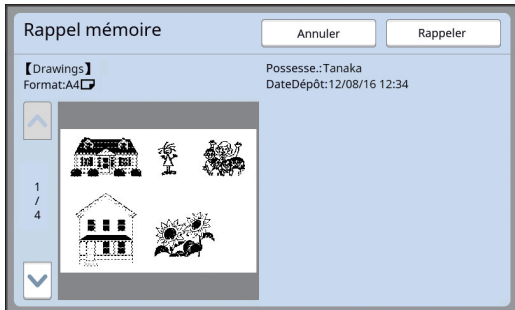 Rappel mémoire
Annuler
Rappeler
【Drawings】
Format:A4
Possesse.:Tanaka
DateDépôt:12/08/16 12:34
1
/
4